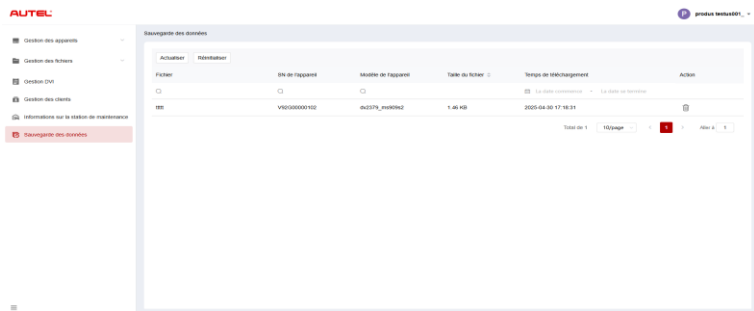 AUTEL
P produs testus001_
Sauvegarde des données
Gestion des appareils
Gestion des fichiers
Gestion DVI
Gestion des clients
Informations sur la station de maintenance
Sauvegarde des données
Actualiser Réinitialiser
Fichier SN de l'appareil Modèle de l'appareil Taille du fichier Temps de téléchargement Action
La date commence - La date se termine
V92G00000102 1.46 KB 2025-04-30 17:16:31
Total de 1 10/page 1 Aller à 1